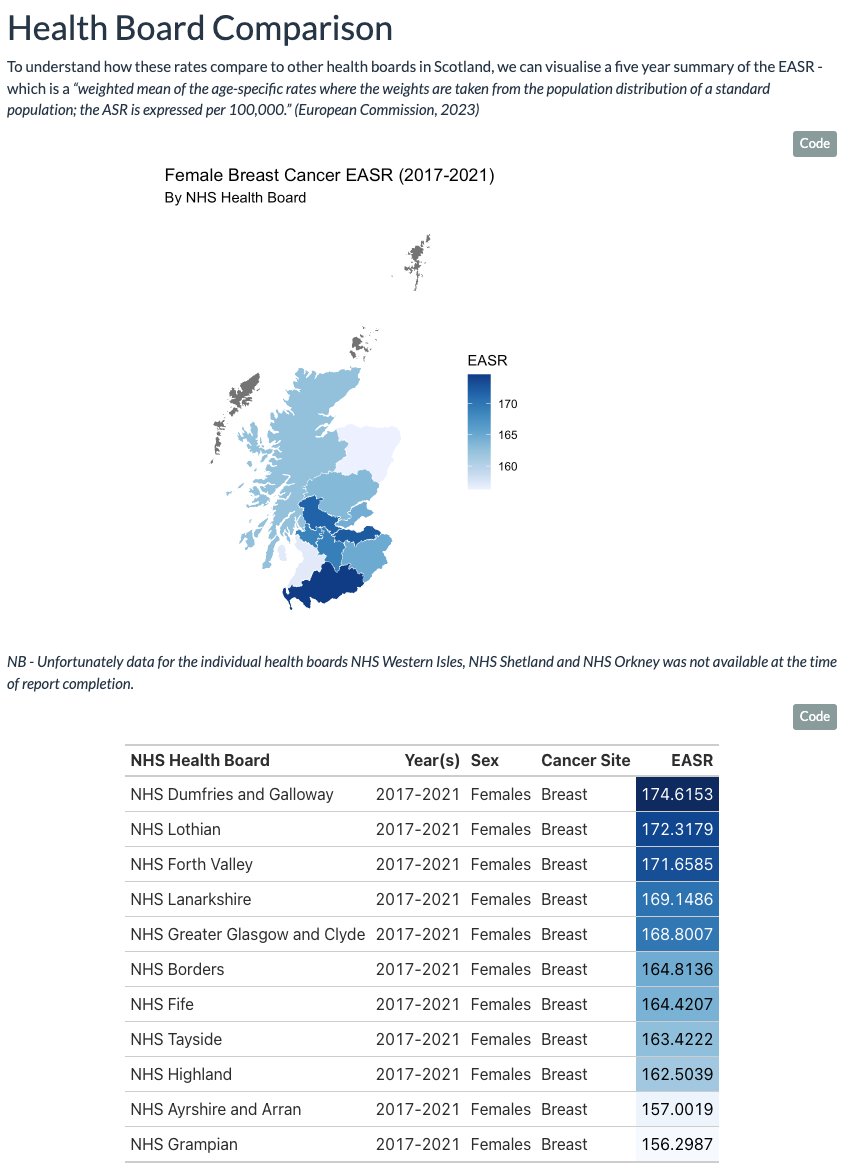 Health Board Comparison
To understand how these rates compare to other health boards in Scotland, we can visualise a five year summary of the EASR -
which is a “weighted mean of the age-specific rates where the weights are taken from the population distribution of a standard
population; the ASR is expressed per 100,000.” (European Commission, 2023)
Code
Female Breast Cancer EASR (2017-2021)
By NHS Health Board
EASR
170
165
160
NB - Unfortunately data for the individual health boards NHS Western Isles, NHS Shetland and NHS Orkney was not available at the time
of report completion.
Code
NHS Health Board Year(s) Sex Cancer Site EASR
NHS Dumfries and Galloway 2017-2021 Females Breast 174.6153
NHS Lothian 2017-2021 Females Breast 172.3179
NHS Forth Valley 2017-2021 Females Breast 171.6585
NHS Lanarkshire 2017-2021 Females Breast 169.1486
NHS Greater Glasgow and Clyde 2017-2021 Females Breast 168.8007
NHS Borders 2017-2021 Females Breast 164.8136
NHS Fife 2017-2021 Females Breast 164.4207
NHS Tayside 2017-2021 Females Breast 163.4222
NHS Highland 2017-2021 Females Breast 162.5039
NHS Ayrshire and Arran 2017-2021 Females Breast 157.0019
NHS Grampian 2017-2021 Females Breast 156.2987